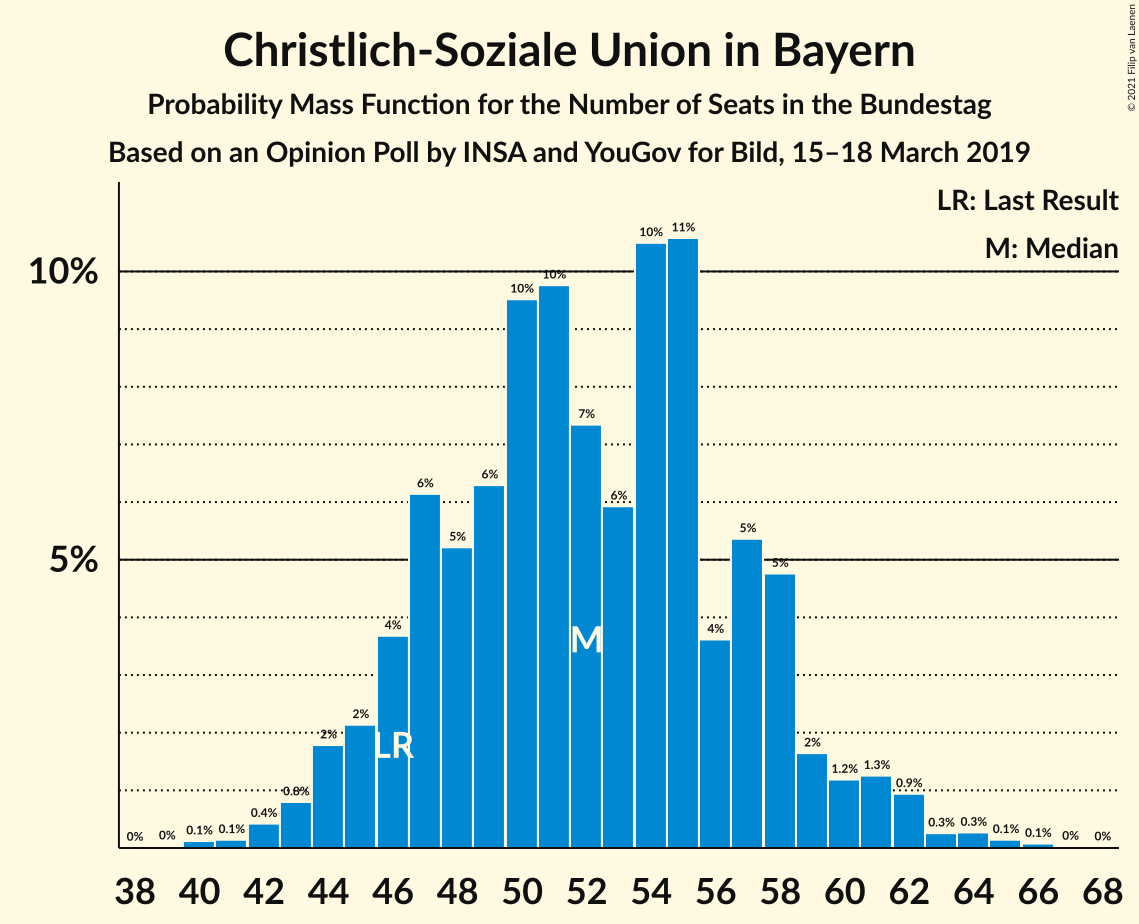 Christlich-Soziale Union in Bayern
Probability Mass Function for the Number of Seats in the Bundestag
Based on an Opinion Poll by INSA and YouGov for Bild, 15–18 March 2019
© 2021 Filip van Laenen
LR: Last Result
M: Median
10%
5%
0% 0% 0.1% 0.1% 0.4% 0.8% 2% 2% 4% 6% 5% 6% 10% 10% 7% 6% 10% 11% 4% 5% 5% 2% 1.2% 1.3% 0.9% 0.3% 0.3% 0.1% 0.1% 0% 0%
M
LR
38 40 42 44 46 48 50 52 54 56 58 60 62 64 66 68